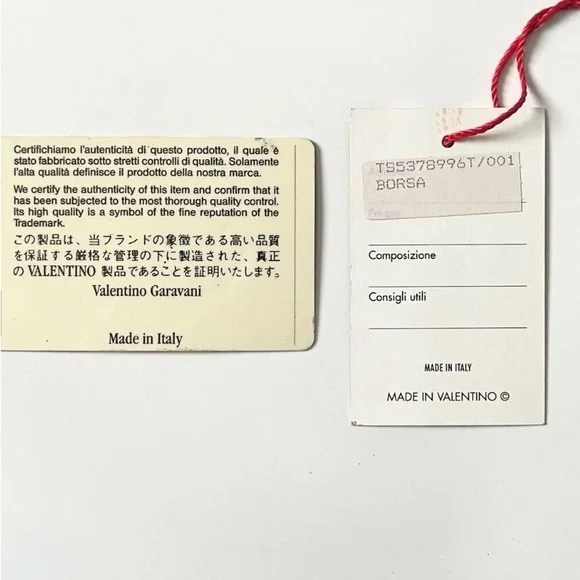 Certifichiamo l'autenticità di questo prodotto, il quale è
stato fabbricato sotto stretti controlli di qualità. Solamente
l'alta qualità definisce il prodotto della nostra marca.
We certify the authenticity of this item and confirm that it
has been subjected to the most thorough quality control.
Its high quality is a symbol of the fine reputation of the
Trademark.
この製品は、当ブランドの象徴である高い品質
を保証する厳格な管理の下に製造された、真正
の VALENTINO 製品であることを証明いたします。
Valentino Garavani
Made in Italy
TS5378996T/001
BORSA
Composizione
Consigli utili
MADE IN ITALY
MADE IN VALENTINO ©